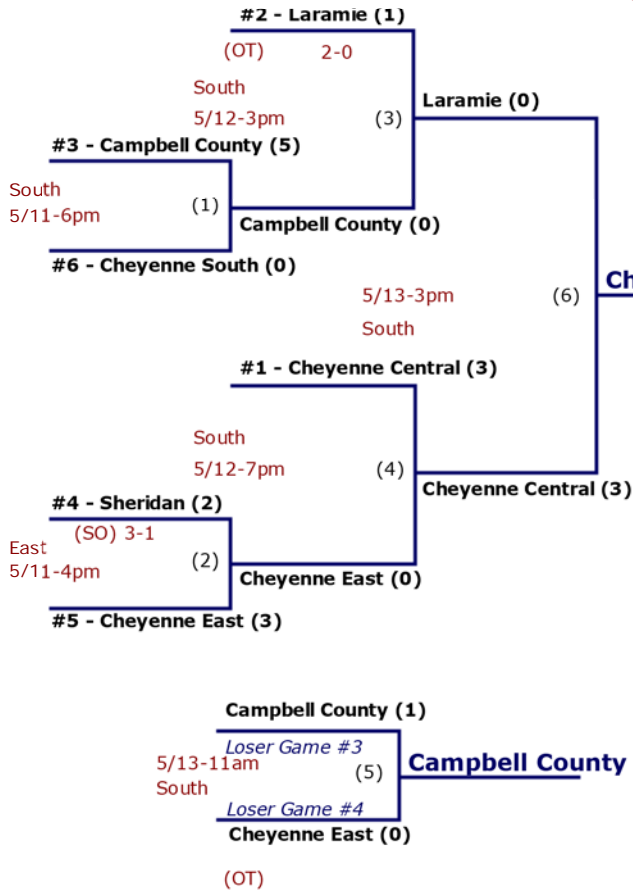 #2 - Laramie (1)
(OT) 2-0
South
5/12-3pm
(3)
Laramie (0)
#3 - Campbell County (5)
South
5/11-6pm
(1)
Campbell County (0)
#6 - Cheyenne South (0)
5/13-3pm
South
(6)
Ch
#1 - Cheyenne Central (3)
South
5/12-7pm
(4)
Cheyenne Central (3)
#4 - Sheridan (2)
(SO) 3-1
East
5/11-4pm
(2)
Cheyenne East (0)
#5 - Cheyenne East (3)
Campbell County (1)
Loser Game #3
5/13-11am
South
(5)
Campbell County
Loser Game #4
Cheyenne East (0)
(OT)